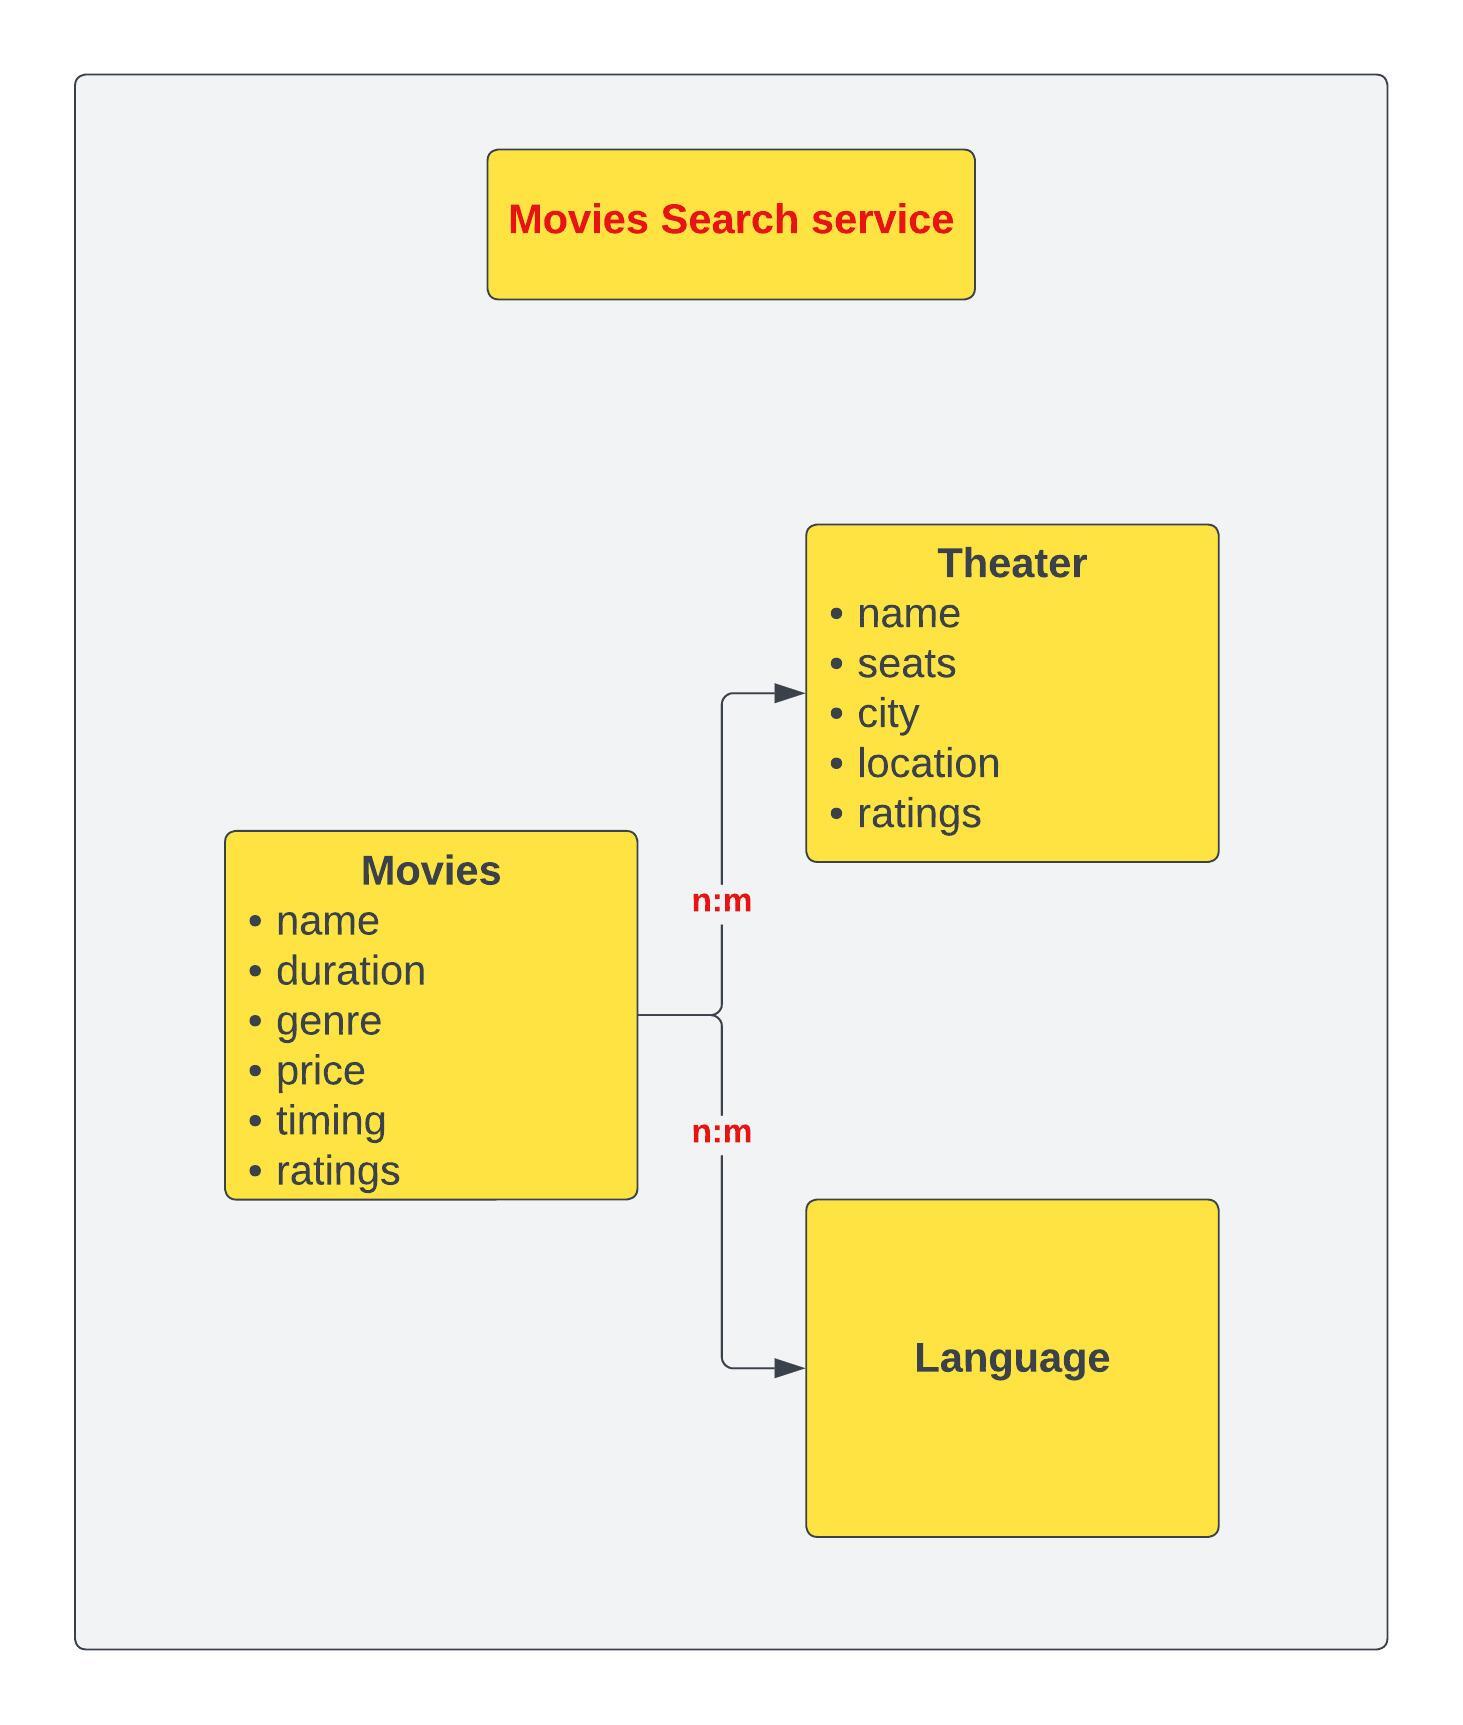 Movies Search service
Theater
• name
• seats
• city
• location
• ratings
Movies
• name
• duration
• genre
• price
• timing
• ratings
n:m
n:m
Language